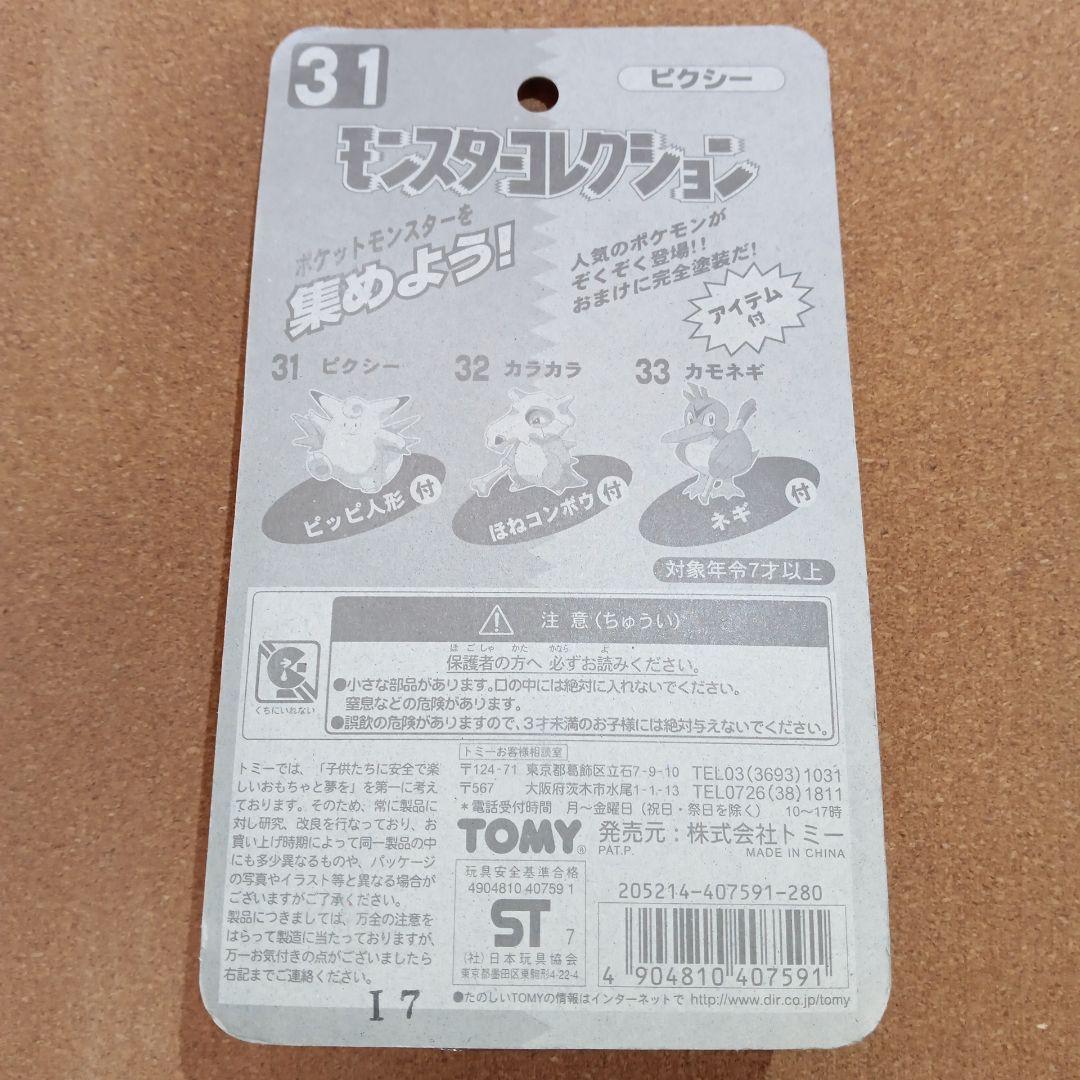 31
ピクシー
モンスターコレクション
ポケットモンスターを
集めよう!
人気のポケモンが
ぞくぞく登場!!
おまけに完全塗装だ!
アイテム
付
31 ピクシー
32 カラカラ
33 カモネギ
ピッピ人形 付
ほねコンボウ 付
ネギ 付
対象年令7才以上
注意(ちゅうい)
ほごしゃ かた かなら よ
保護者の方へ 必ずお読みください。
●小さな部品があります。口の中には絶対に入れないでください。
窒息などの危険があります。
●誤飲の危険がありますので、3才未満のお子様には絶対与えないでください。
くちにいれない
トミーでは、「子供たちに安全で楽
しいおもちゃと夢を」を第一に考え
ております。そのため、常に製品に
対し研究、改良を行なっており、お
買い上げ時期によって同一製品の中
にも多少異なるものや、パッケージ
の写真やイラスト等と異なる場合が
ございますがご了承ください。
製品につきましては、万全の注意を
はらって製造に当たっておりますが、
万一お気付きの点がございましたら
右記までご連絡ください。
I 7
トミーお客様相談室
〒124-71 東京都葛飾区立石7-9-10 TEL03(3693)1031
〒567 大阪府茨木市水尾1-1-13 TEL0726(38)1811
*電話受付時間 月〜金曜日(祝日・祭日を除く) 10〜17時
TOMY® 発売元:株式会社トミー
PAT.P. MADE IN CHINA
玩具安全基準合格
4904810 40759 1
ST 7
(社)日本玩具協会
東京都墨田区東駒形4-22-4
205214-407591-280
4 904810 407591
●たのしいTOMYの情報はインターネットで http://www.dir.co.jp/tomy